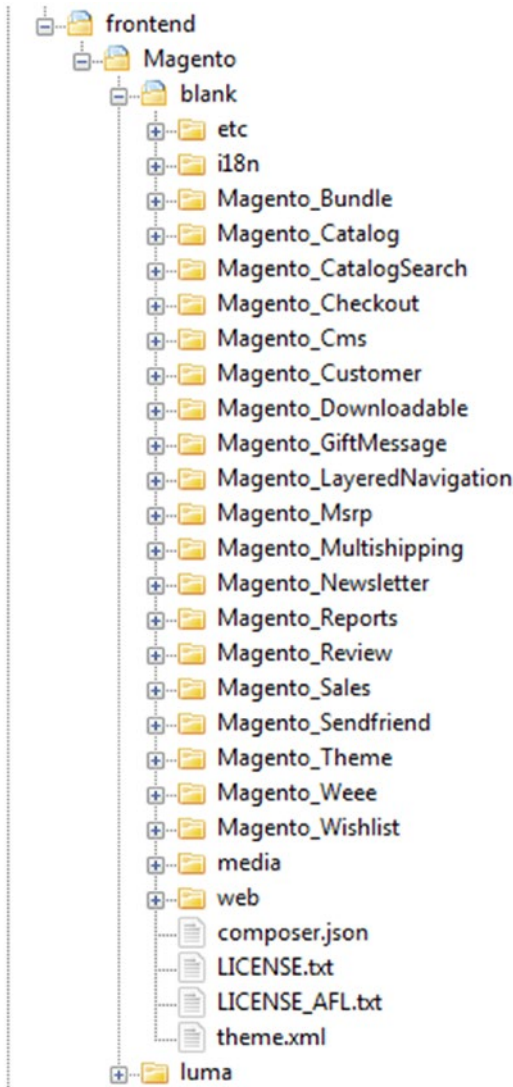 frontend
Magento
blank
etc
i18n
Magento_Bundle
Magento_Catalog
Magento_CatalogSearch
Magento_Checkout
Magento_Cms
Magento_Customer
Magento_Downloadable
Magento_GiftMessage
Magento_LayeredNavigation
Magento_Msrp
Magento_Multishipping
Magento_Newsletter
Magento_Reports
Magento_Review
Magento_Sales
Magento_Sendfriend
Magento_Theme
Magento_Weee
Magento_Wishlist
media
web
composer.json
LICENSE.txt
LICENSE_AFL.txt
theme.xml
luma